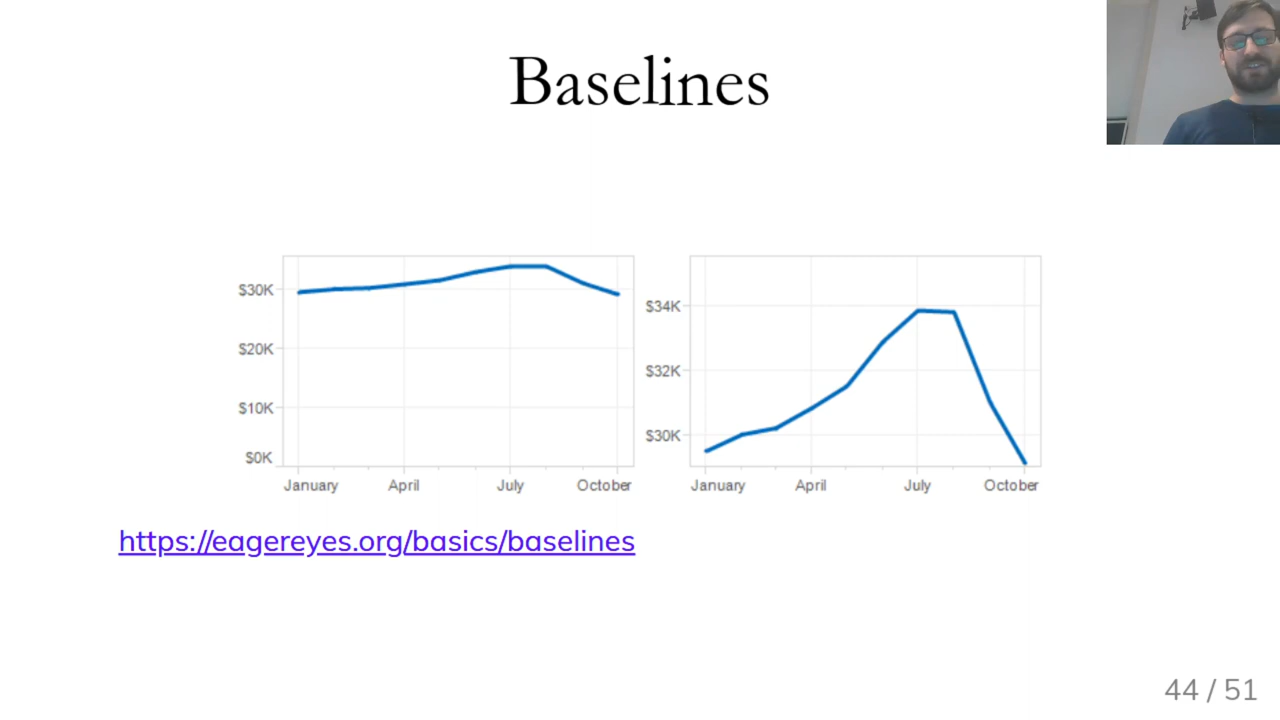 Baselines
$30K
$20K
$10K
$0K
January April July October
$34K
$32K
$30K
January April July October
https://eagereyes.org/basics/baselines
44 / 51